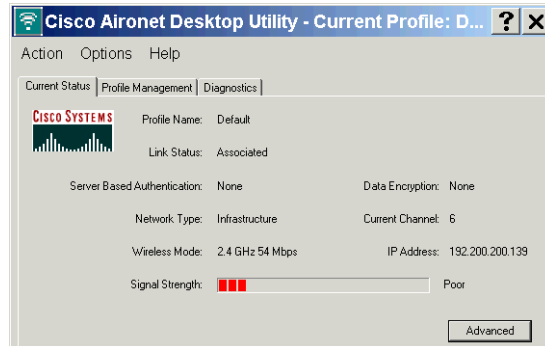 Cisco Aironet Desktop Utility - Current Profile: D... ? X
Action Options Help
Current Status Profile Management Diagnostics
CISCO SYSTEMS
Profile Name: Default
Link Status: Associated
Server Based Authentication: None Data Encryption: None
Network Type: Infrastructure Current Channel: 6
Wireless Mode: 2.4 GHz 54 Mbps IP Address: 192.200.200.139
Signal Strength: Poor
Advanced